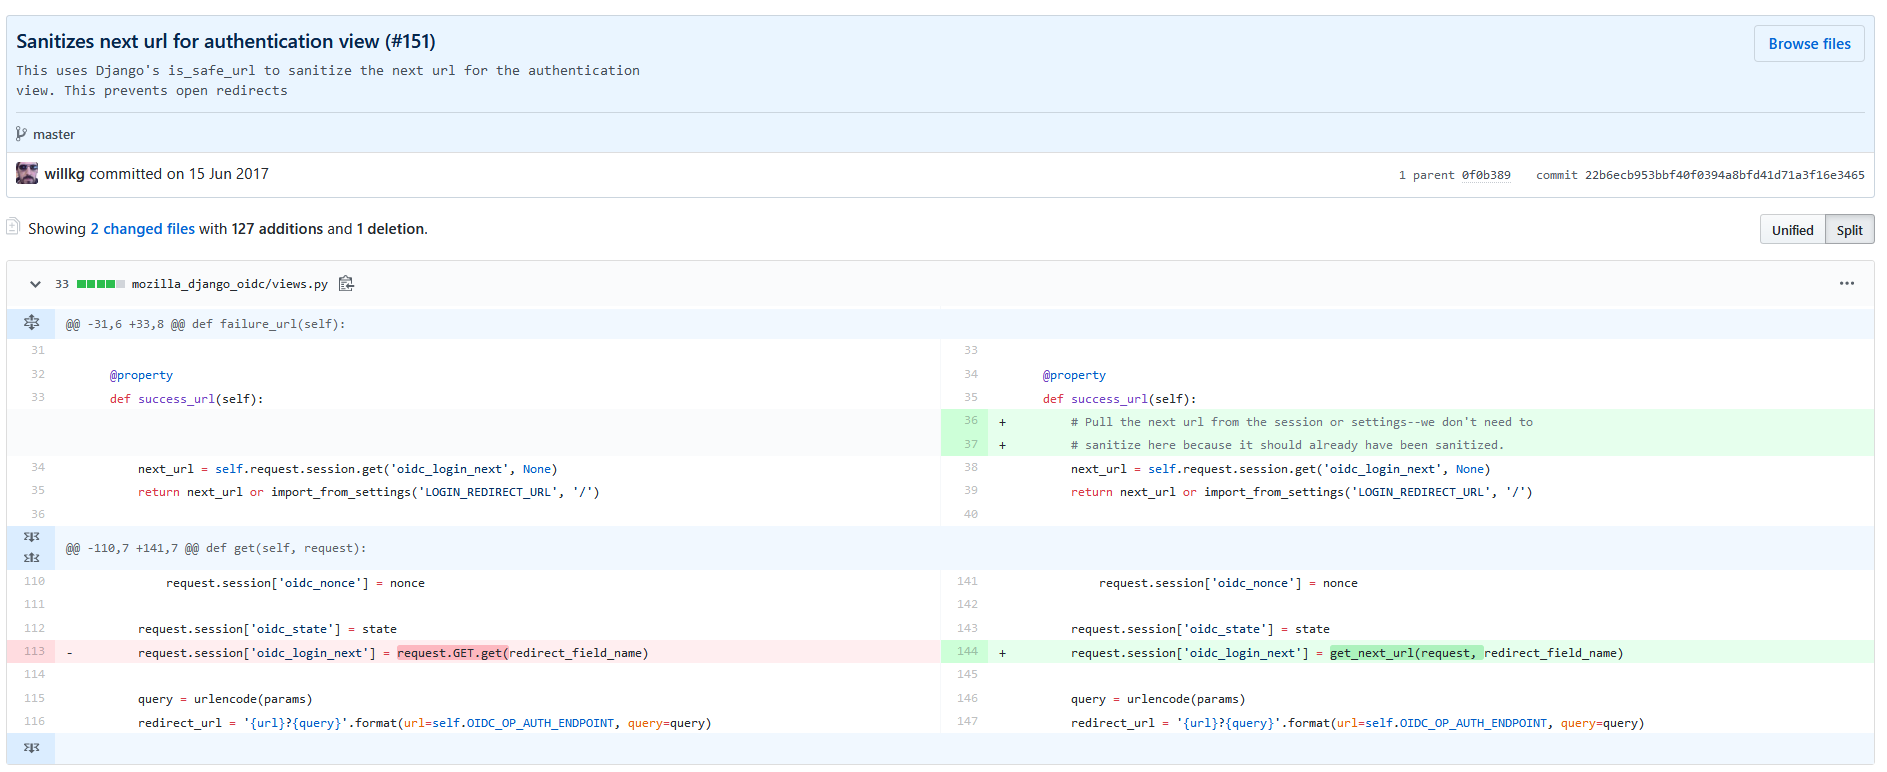 Sanitizes next url for authentication view (#151)
Browse files
This uses Django's is_safe_url to sanitize the next url for the authentication
view. This prevents open redirects
master
willkg committed on 15 Jun 2017
1 parent 0f0b389 commit 22b6ecb953bbf40f0394a8bfd41d71a3f16e3465
Showing 2 changed files with 127 additions and 1 deletion.
Unified Split
33 mozilla_django_oidc/views.py
@@ -31,6 +33,8 @@ def failure_url(self):
31 33
32 @property 34 @property
33 def success_url(self): 35 def success_url(self):
36 + # Pull the next url from the session or settings--we don't need to
37 + # sanitize here because it should already have been sanitized.
34 next_url = self.request.session.get('oidc_login_next', None) 38 next_url = self.request.session.get('oidc_login_next', None)
35 return next_url or import_from_settings('LOGIN_REDIRECT_URL', '/') 39 return next_url or import_from_settings('LOGIN_REDIRECT_URL', '/')
36 40
@@ -110,7 +141,7 @@ def get(self, request):
110 request.session['oidc_nonce'] = nonce 141 request.session['oidc_nonce'] = nonce
111 142
112 request.session['oidc_state'] = state 143 request.session['oidc_state'] = state
113 - request.session['oidc_login_next'] = request.GET.get(redirect_field_name) 144 + request.session['oidc_login_next'] = get_next_url(request, redirect_field_name)
114 145
115 query = urlencode(params) 146 query = urlencode(params)
116 redirect_url = '{url}?{query}'.format(url=self.OIDC_OP_AUTH_ENDPOINT, query=query) 147 redirect_url = '{url}?{query}'.format(url=self.OIDC_OP_AUTH_ENDPOINT, query=query)